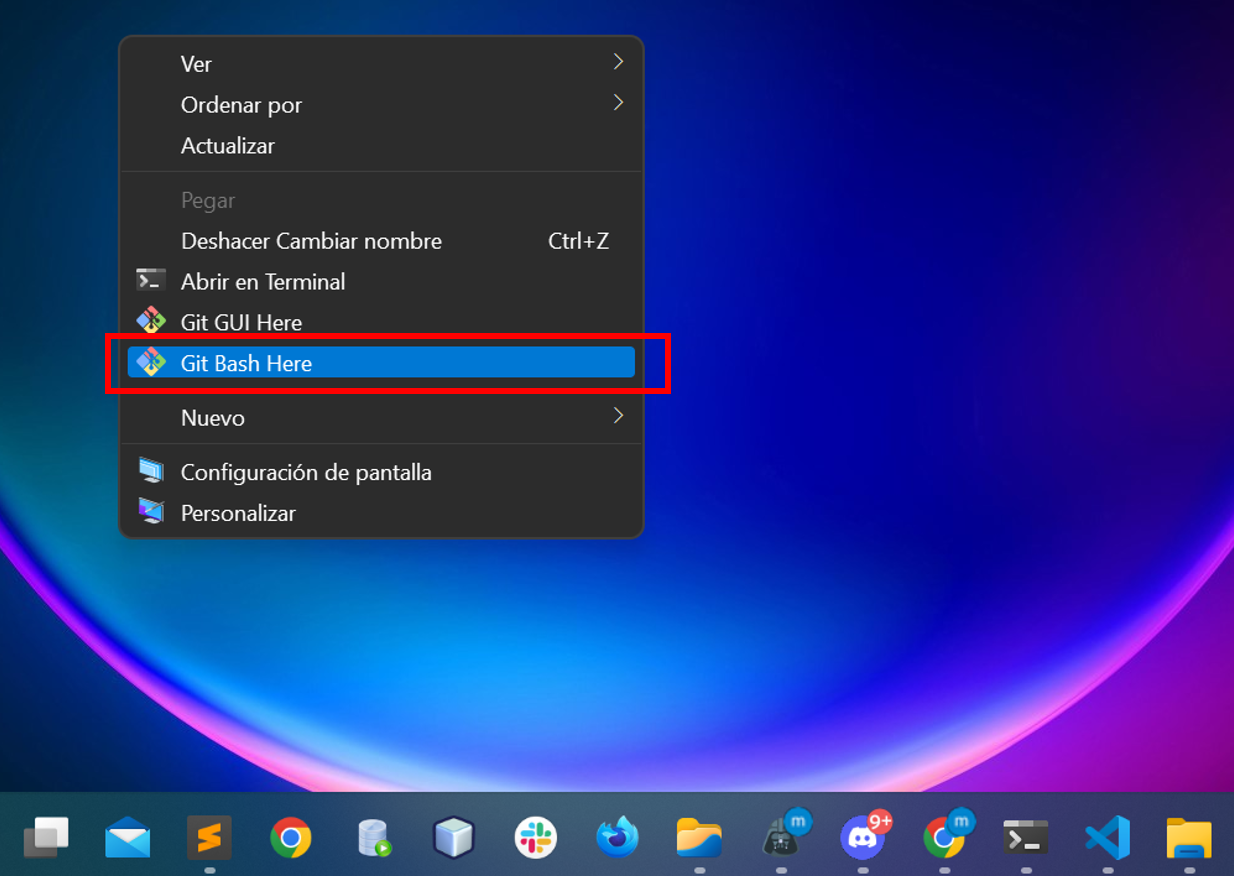 Ver
Ordenar por
Actualizar
Pegar
Deshacer Cambiar nombre Ctrl+Z
Abrir en Terminal
Git GUI Here
Git Bash Here
Nuevo
Configuración de pantalla
Personalizar
m
9+
m